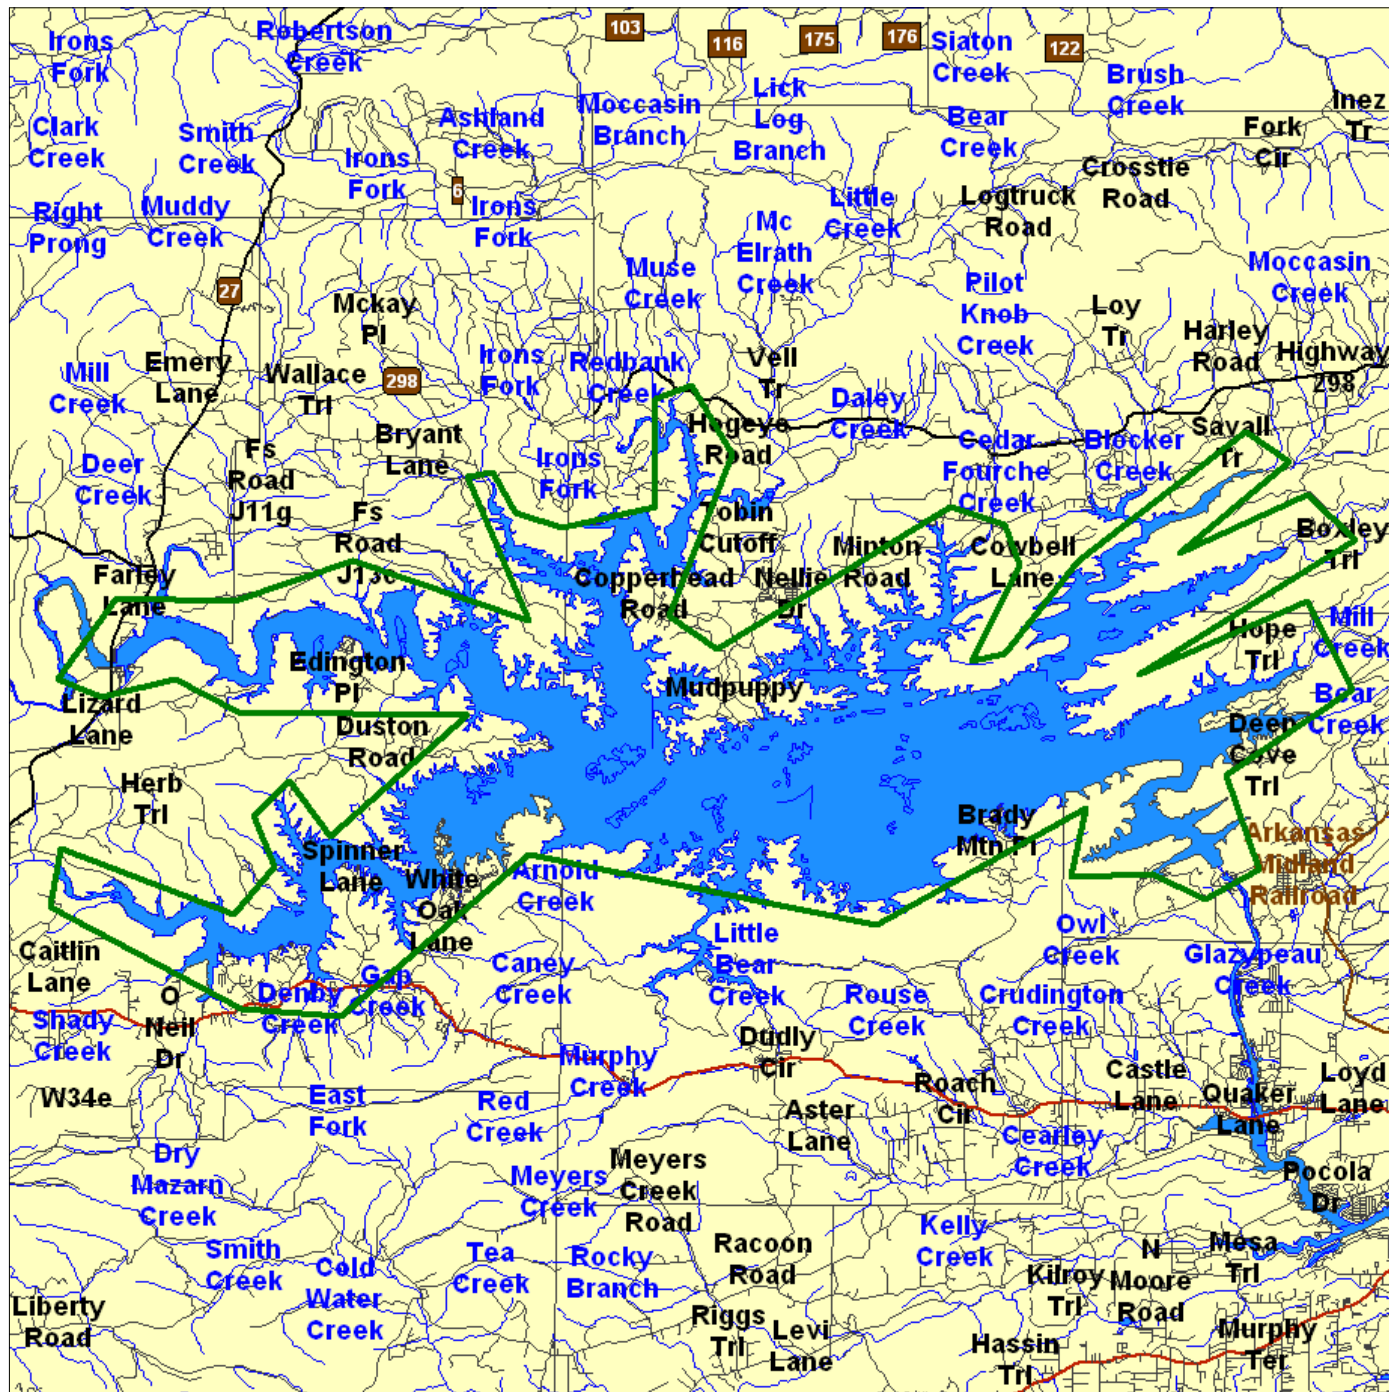 Irons
Fork
Robertson
Creek
103
116
175
176
Siaton
Creek
122
Brush
Creek
Inez
Tr
Clark
Creek
Smith
Creek
Irons
Fork
Ashland
Creek
Moccasin
Branch
Lick
Log
Branch
Bear
Creek
Fork
Cir
Crosstie
Road
6
Right
Prong
Muddy
Creek
Irons
Fork
Little
Creek
Logtruck
Road
Mc
Elrath
Creek
Muse
Creek
Moccasin
Creek
27
Mckay
Pl
Pilot
Knob
Creek
Loy
Tr
Harley
Road
Highway
298
Mill
Creek
Emery
Lane
Wallace
Trl
298
Irons
Fork
Redbank
Creek
Vell
Tr
Daley
Creek
Deer
Creek
Fs
Road
J11g
Bryant
Lane
Irons
Fork
Hogeye
Road
Cedar
Fourche
Creek
Blocker
Creek
Savall
Tr
Fs
Road
J13c
Tobin
Cutoff
Minton
Road
Cowbell
Lane
Boxley
Trl
Farley
Lane
Copperhead
Road
Nellie
Dr
Hope
Trl
Mill
Creek
Edington
Pl
Mudpuppy
Lizard
Lane
Duston
Road
Bear
Creek
Deen
Cove
Trl
Herb
Trl
Brady
Mtn Pl
Arkansas
Midland
Railroad
Spinner
Lane
White
Oak
Lane
Arnold
Creek
Caitlin
Lane
Little
Bear
Creek
Owl
Creek
Glazypeau
Creek
Gap
Creek
Caney
Creek
O
Neil
Dr
Denby
Creek
Rouse
Creek
Crudington
Creek
Shady
Creek
Dudly
Cir
Murphy
Creek
W34e
East
Fork
Red
Creek
Aster
Lane
Roach
Cir
Castle
Lane
Quaker
Lane
Loyd
Lane
Cearley
Creek
Dry
Mazarn
Creek
Meyers
Creek
Meyers
Creek
Road
Pocola
Dr
Smith
Creek
Cold
Water
Creek
Tea
Creek
Rocky
Branch
Racoon
Road
Kelly
Creek
Kilroy
Trl
N
Moore
Road
Mesa
Trl
Liberty
Road
Riggs
Trl
Levi
Lane
Hassin
Trl
Murphy
Ter